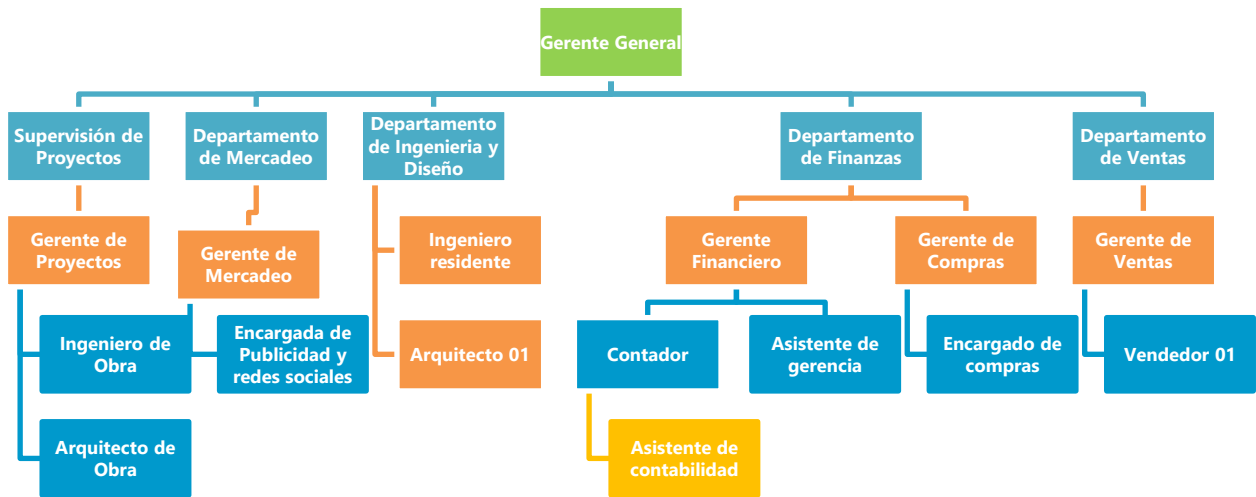 Gerente General
Supervisión de
Proyectos
Departamento
de Mercadeo
Departamento
de Ingenieria y
Diseño
Departamento
de Finanzas
Departamento
de Ventas
Gerente de
Proyectos
Gerente de
Mercadeo
Ingeniero
residente
Gerente
Financiero
Gerente de
Compras
Gerente de
Ventas
Ingeniero de
Obra
Encargada de
Publicidad y
redes sociales
Arquitecto 01
Contador
Asistente de
gerencia
Encargado de
compras
Vendedor 01
Arquitecto de
Obra
Asistente de
contabilidad